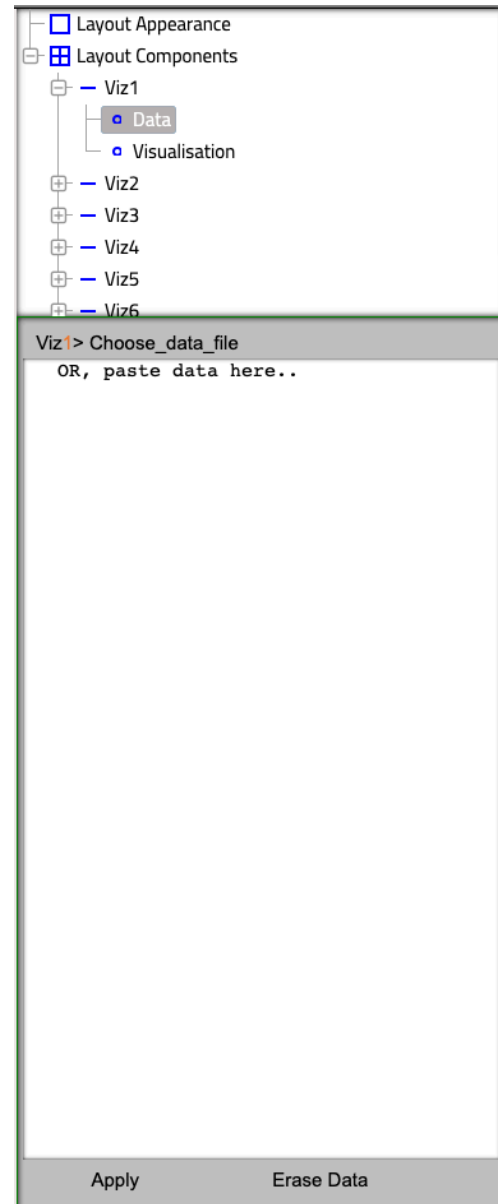 Layout Appearance
Layout Components
Viz1
Data
Visualisation
Viz2
Viz3
Viz4
Viz5
Viz6
Viz1> Choose_data_file
OR, paste data here..
Apply Erase Data